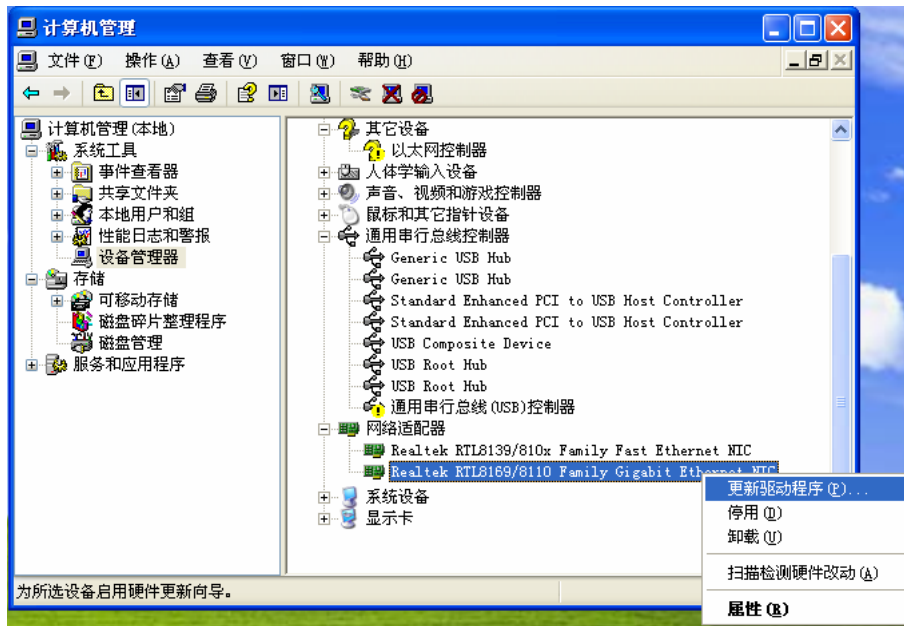 计算机管理
文件(F) 操作(A) 查看(V) 窗口(W) 帮助(H)
计算机管理(本地)
系统工具
事件查看器
共享文件夹
本地用户和组
性能日志和警报
设备管理器
存储
可移动存储
磁盘碎片整理程序
磁盘管理
服务和应用程序
其它设备
以太网控制器
人体学输入设备
声音、视频和游戏控制器
鼠标和其它指针设备
通用串行总线控制器
Generic USB Hub
Generic USB Hub
Standard Enhanced PCI to USB Host Controller
Standard Enhanced PCI to USB Host Controller
USB Composite Device
USB Root Hub
USB Root Hub
通用串行总线(USB)控制器
网络适配器
Realtek RTL8139/810x Family Fast Ethernet NIC
Realtek RTL8169/8110 Family Gigabit Ethernet NIC
系统设备
显示卡
更新驱动程序(P)...
停用(D)
卸载(U)
扫描检测硬件改动(A)
属性(R)
为所选设备启用硬件更新向导。